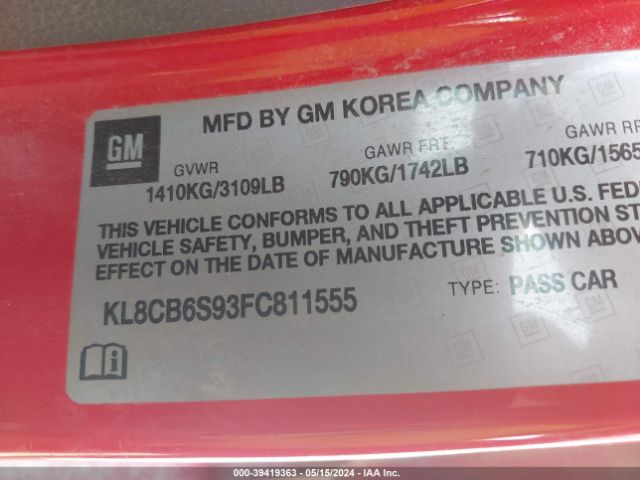 MFD BY GM KOREA COMPANY
GM
GVWR GAWR FRT. GAWR
1410KG/3109LB 790KG/1742LB 710KG/1565
THIS VEHICLE CONFORMS TO ALL APPLICABLE U.S. FED
VEHICLE SAFETY, BUMPER, AND THEFT PREVENTION ST
EFFECT ON THE DATE OF MANUFACTURE SHOWN ABOV
KL8CB6S93FC811555 TYPE: PASS CAR
i
000-39419363 - 05/15/2024 - IAA Inc.